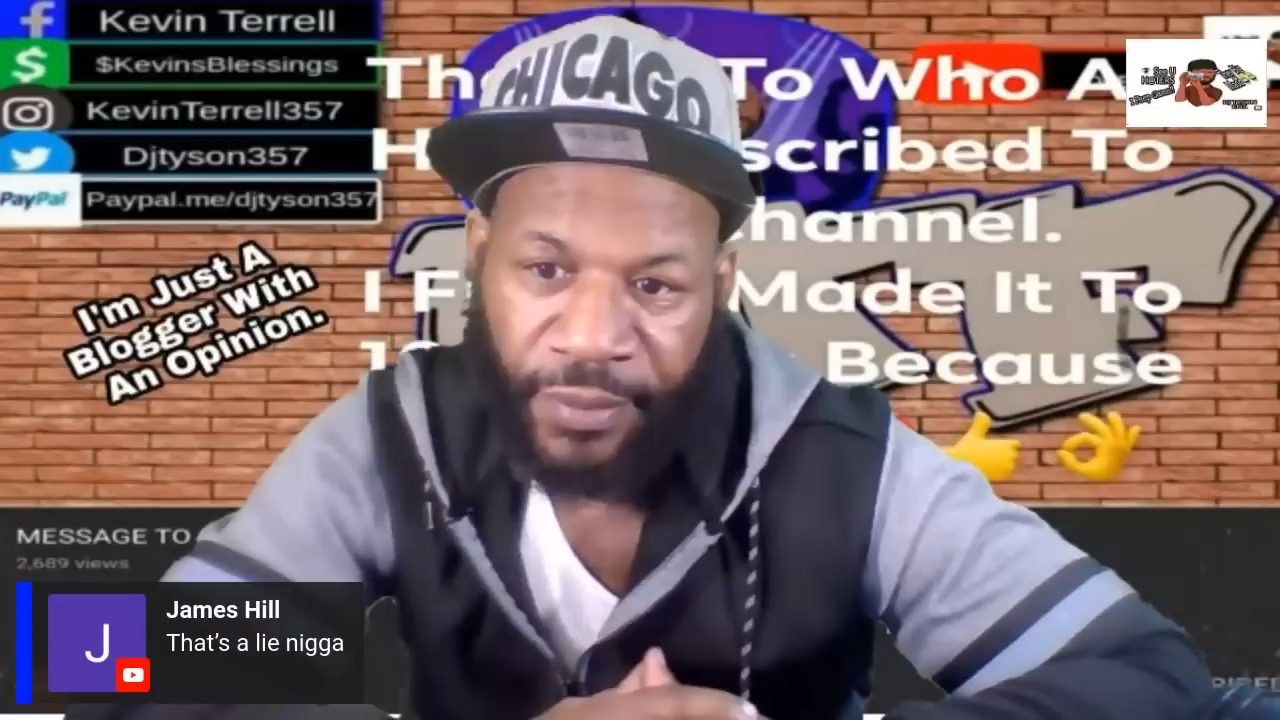 Kevin Terrell
$KevinsBlessings
KevinTerrell357
Djtyson357
PayPal
Paypal.me/djtyson357
CHICAGO
To Who
scribed To
hannel.
I F Made It To
Because
I'm Just A
Blogger With
An Opinion.
MESSAGE TO
2,689 views
J
James Hill
That's a lie nigga